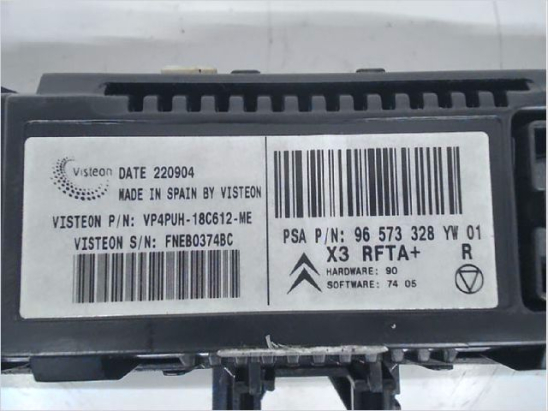 Visteon DATE 220904
MADE IN SPAIN BY VISTEON
VISTEON P/N: VP4PUH-18C612-ME
VISTEON S/N: FNEB0374BC
PSA P/N: 96 573 328 YW 01
X3 RFTA+ R
HARDWARE: 90
SOFTWARE: 74 05